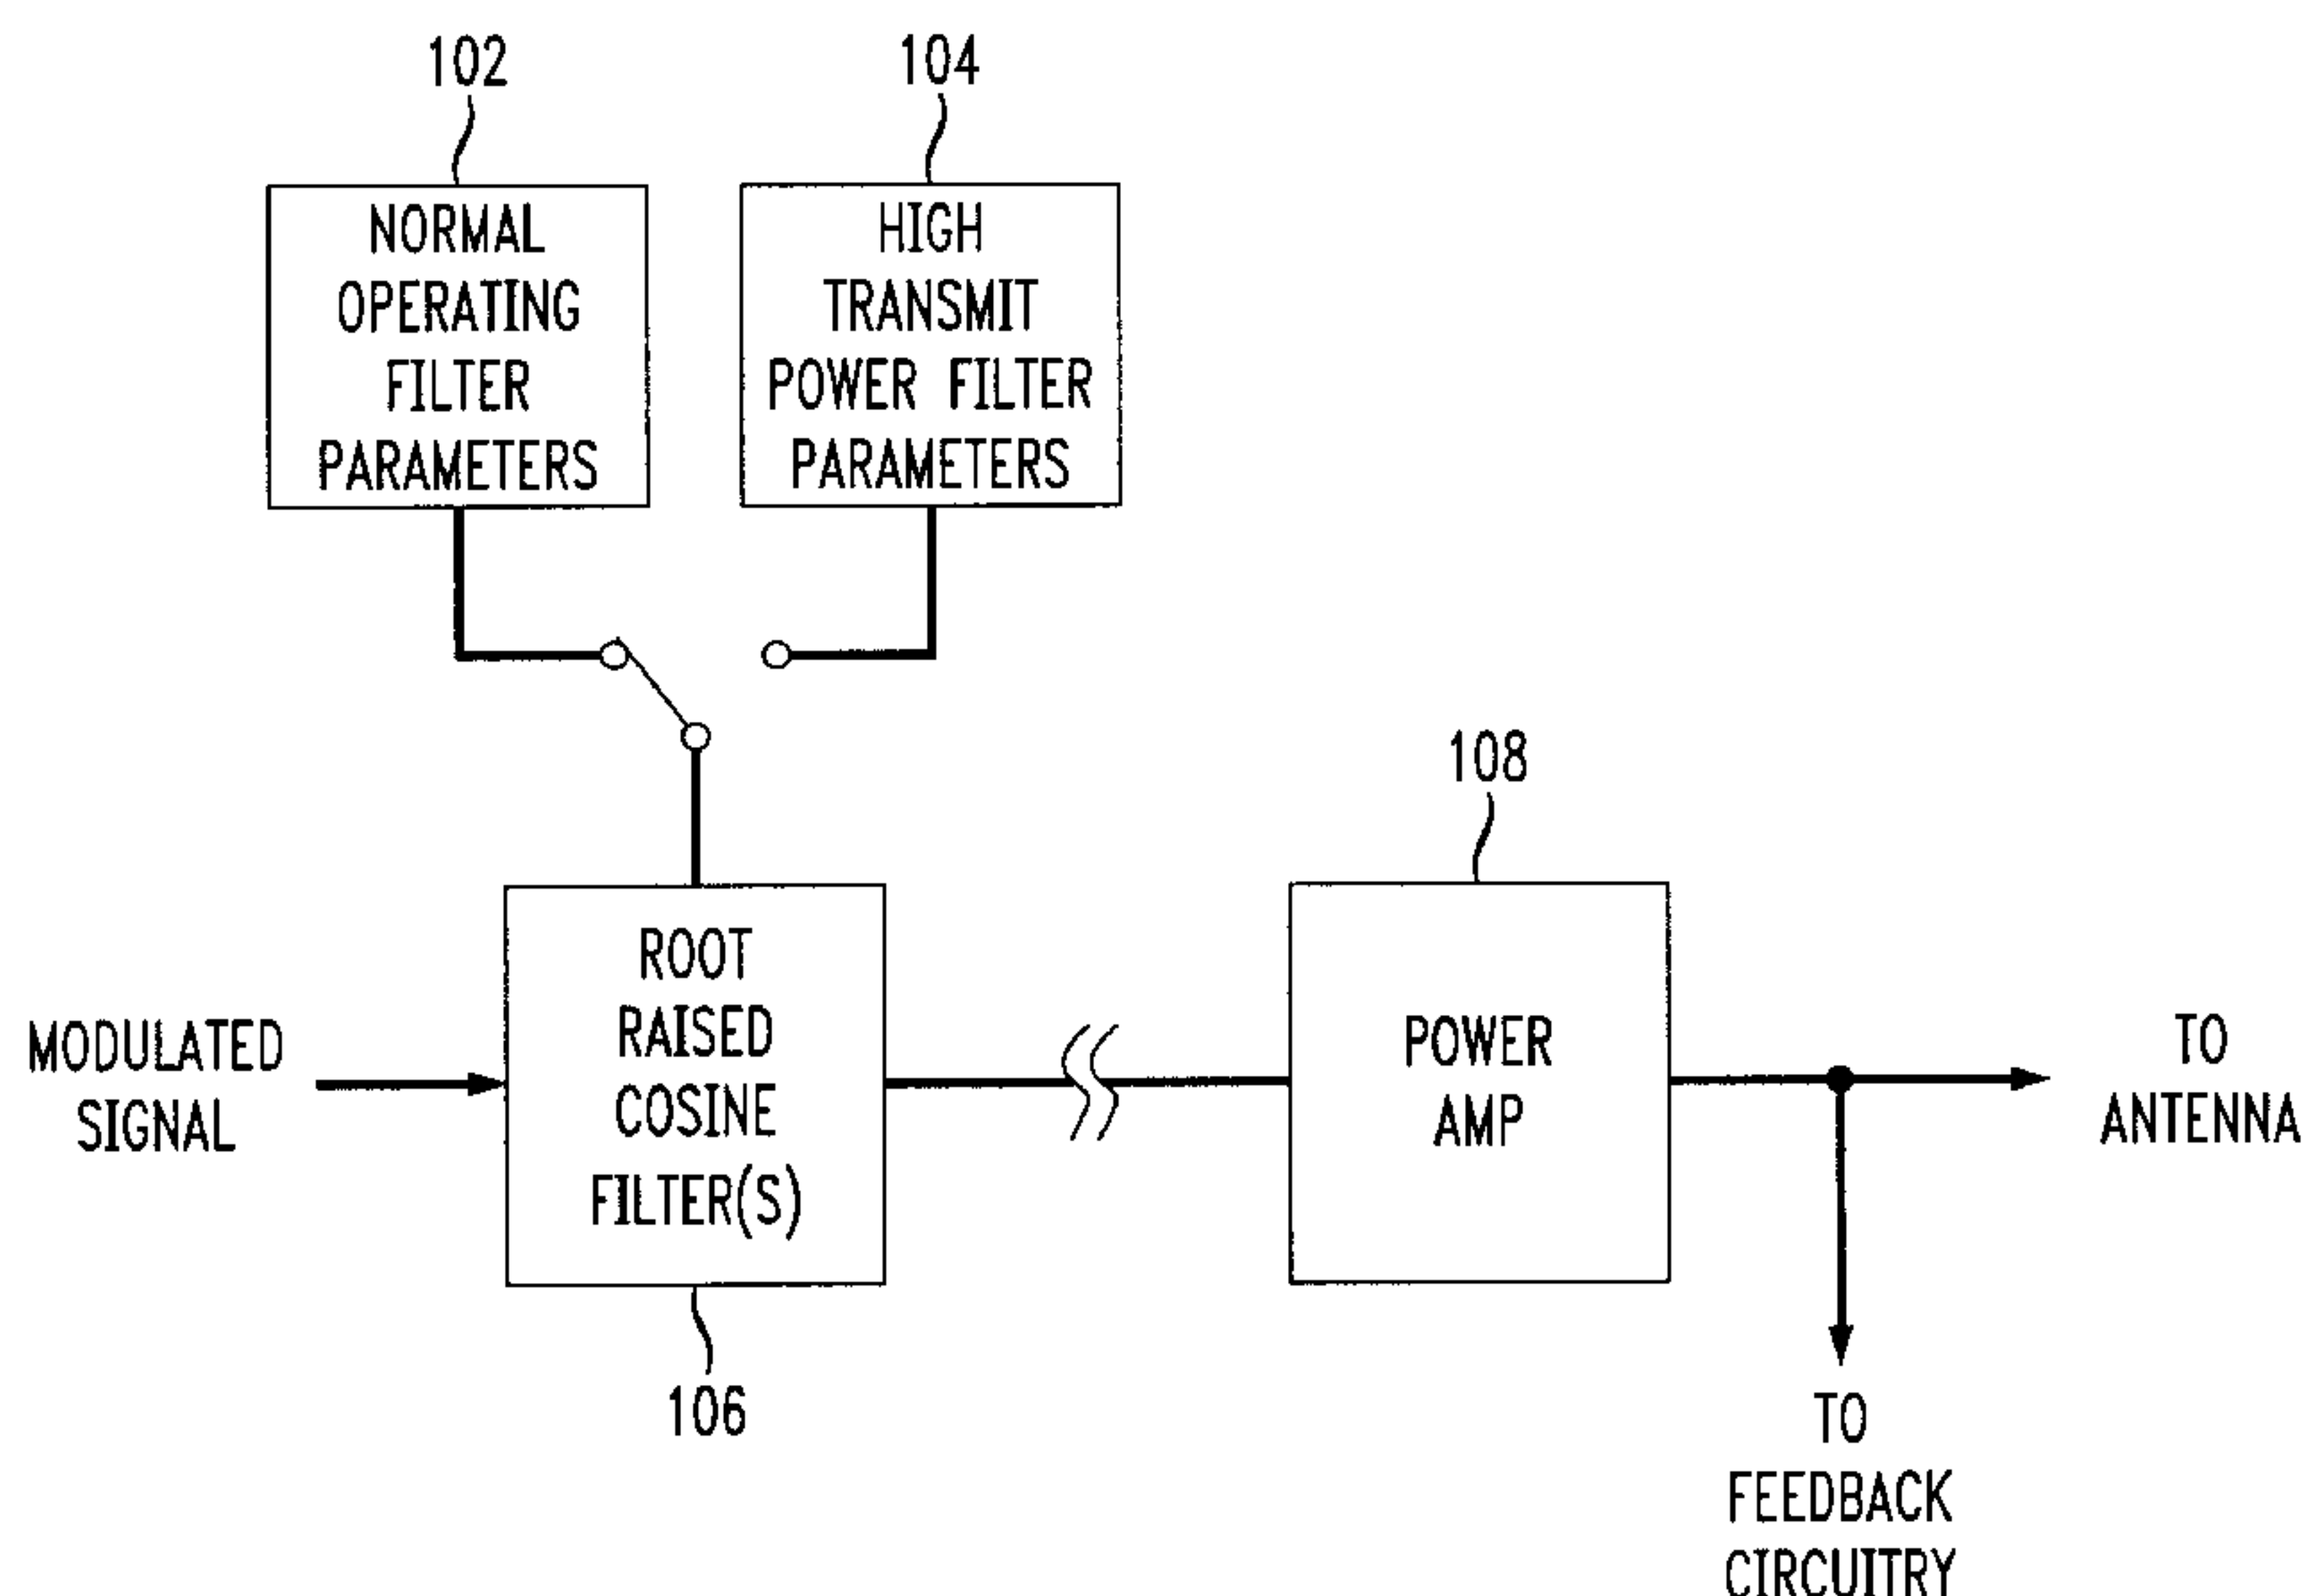 102
104
NORMAL
OPERATING
FILTER
PARAMETERS
HIGH
TRANSMIT
POWER FILTER
PARAMETERS
108
MODULATED
SIGNAL
ROOT
RAISED
COSINE
FILTER(S)
POWER
AMP
TO
ANTENNA
106
TO
FEEDBACK
CIRCUITRY